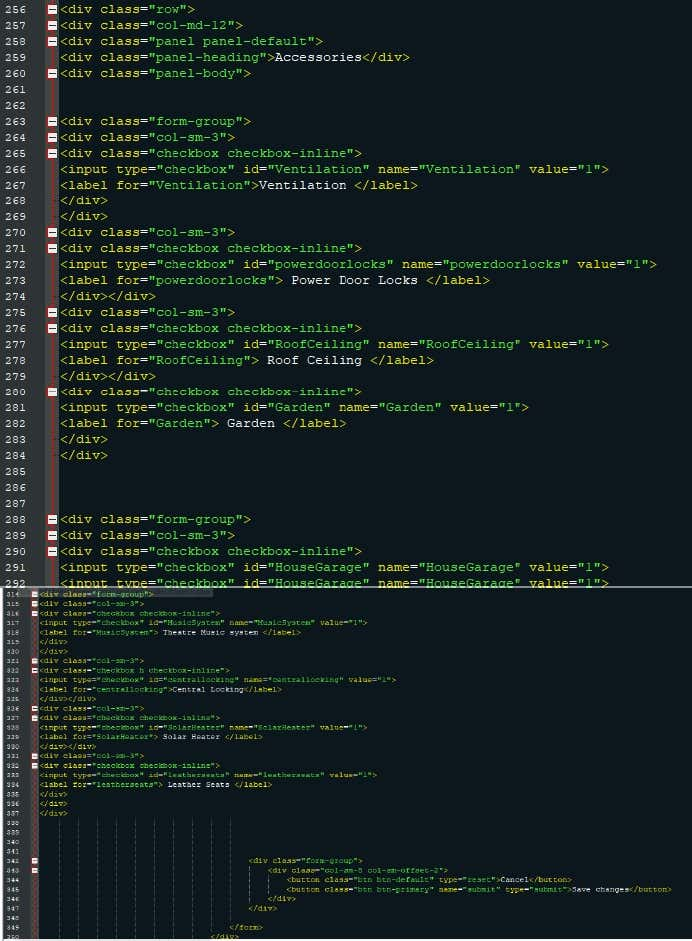 256 <div class="row">
257 <div class="col-md-12">
258 <div class="panel panel-default">
259 <div class="panel-heading">Accessories</div>
260 <div class="panel-body">
261
262
263 <div class="form-group">
264 <div class="col-sm-3">
265 <div class="checkbox checkbox-inline">
266 <input type="checkbox" id="Ventilation" name="Ventilation" value="1">
267 <label for="Ventilation">Ventilation </label>
268 </div>
269 </div>
270 <div class="col-sm-3">
271 <div class="checkbox checkbox-inline">
272 <input type="checkbox" id="powerdoorlocks" name="powerdoorlocks" value="1">
273 <label for="powerdoorlocks"> Power Door Locks </label>
274 </div></div>
275 <div class="col-sm-3">
276 <div class="checkbox checkbox-inline">
277 <input type="checkbox" id="RoofCeiling" name="RoofCeiling" value="1">
278 <label for="RoofCeiling"> Roof Ceiling </label>
279 </div></div>
280 <div class="checkbox checkbox-inline">
281 <input type="checkbox" id="Garden" name="Garden" value="1">
282 <label for="Garden"> Garden </label>
283 </div>
284 </div>
285
286
287
288 <div class="form-group">
289 <div class="col-sm-3">
290 <div class="checkbox checkbox-inline">
291 <input type="checkbox" id="HouseGarage" name="HouseGarage" value="1">
292 <input type="checkbox" id="HouseGarage" name="HouseGarage" value="1">
314 <div class="form-group">
315 <div class="col-sm-3">
316 <div class="checkbox checkbox-inline">
317 <input type="checkbox" id="MusicSystem" name="MusicSystem" value="1">
318 <label for="MusicSystem"> Theatre Music system </label>
319 </div>
320 </div>
321 <div class="col-sm-3">
322 <div class="checkbox h checkbox-inline">
323 <input type="checkbox" id="centrallocking" name="centrallocking" value="1">
324 <label for="centrallocking">Central Locking</label>
325 </div></div>
326 <div class="col-sm-3">
327 <div class="checkbox checkbox-inline">
328 <input type="checkbox" id="SolarHeater" name="SolarHeater" value="1">
329 <label for="SolarHeater"> Solar Heater </label>
330 </div></div>
331 <div class="col-sm-3">
332 <div class="checkbox checkbox-inline">
333 <input type="checkbox" id="leatherseats" name="leatherseats" value="1">
334 <label for="leatherseats"> Leather Seats </label>
335 </div>
336 </div>
337 </div>
338
339
340
341
342 <div class="form-group">
343 <div class="col-sm-8 col-sm-offset-2">
344 <button class="btn btn-default" type="reset">Cancel</button>
345 <button class="btn btn-primary" name="submit" type="submit">Save changes</button>
346 </div>
347 </div>
348
349 </form>
350 </div>